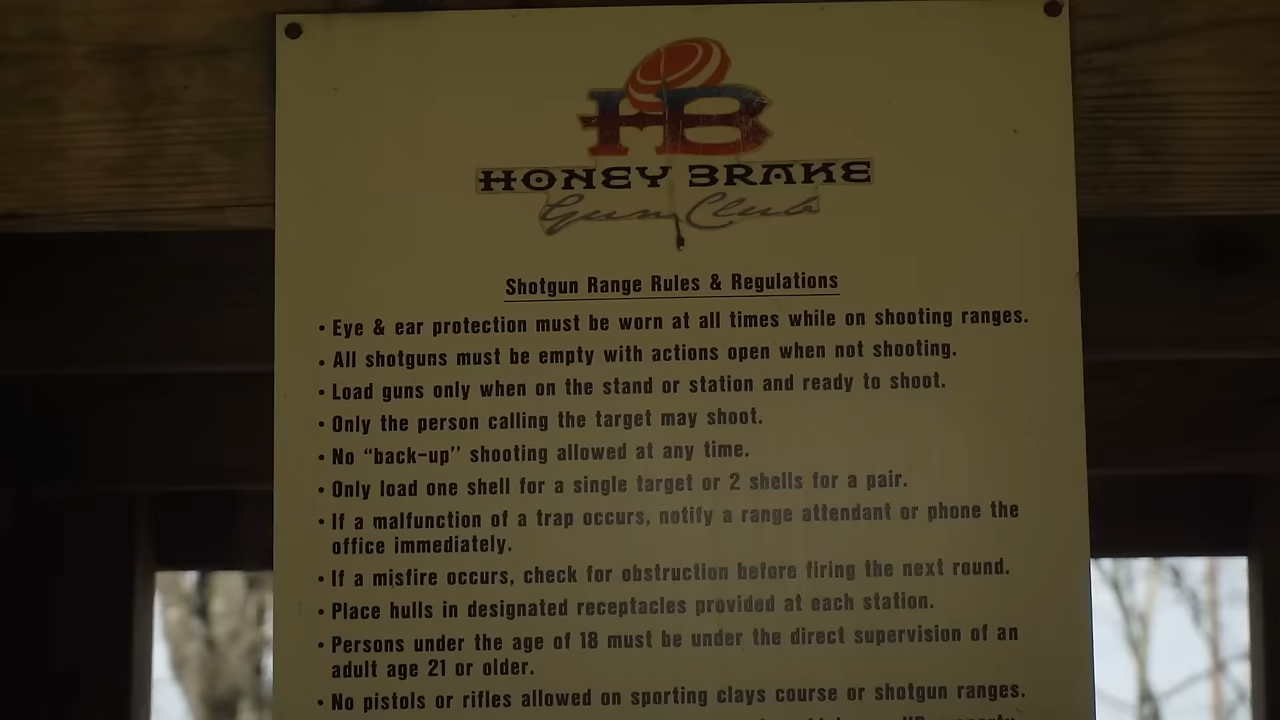 HB
HONEY BRAKE
Gun Club
Shotgun Range Rules & Regulations
• Eye & ear protection must be worn at all times while on shooting ranges.
• All shotguns must be empty with actions open when not shooting.
• Load guns only when on the stand or station and ready to shoot.
• Only the person calling the target may shoot.
• No “back-up” shooting allowed at any time.
• Only load one shell for a single target or 2 shells for a pair.
• If a malfunction of a trap occurs, notify a range attendant or phone the
office immediately.
• If a misfire occurs, check for obstruction before firing the next round.
• Place hulls in designated receptacles provided at each station.
• Persons under the age of 18 must be under the direct supervision of an
adult age 21 or older.
• No pistols or rifles allowed on sporting clays course or shotgun ranges.